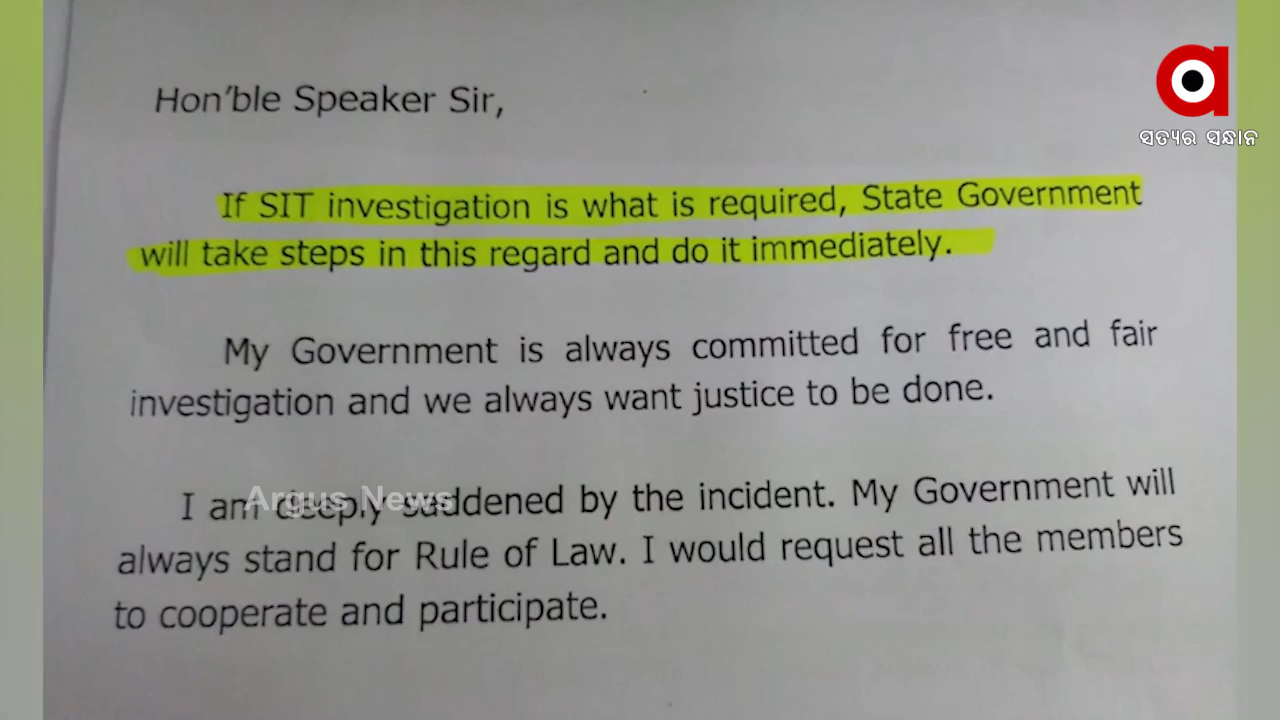 ସତ୍ୟର ସନ୍ଧାନ
Hon'ble Speaker Sir,
If SIT investigation is what is required, State Government
will take steps in this regard and do it immediately.
My Government is always committed for free and fair
investigation and we always want justice to be done.
Argus News
I am deeply saddened by the incident. My Government will
always stand for Rule of Law. I would request all the members
to cooperate and participate.